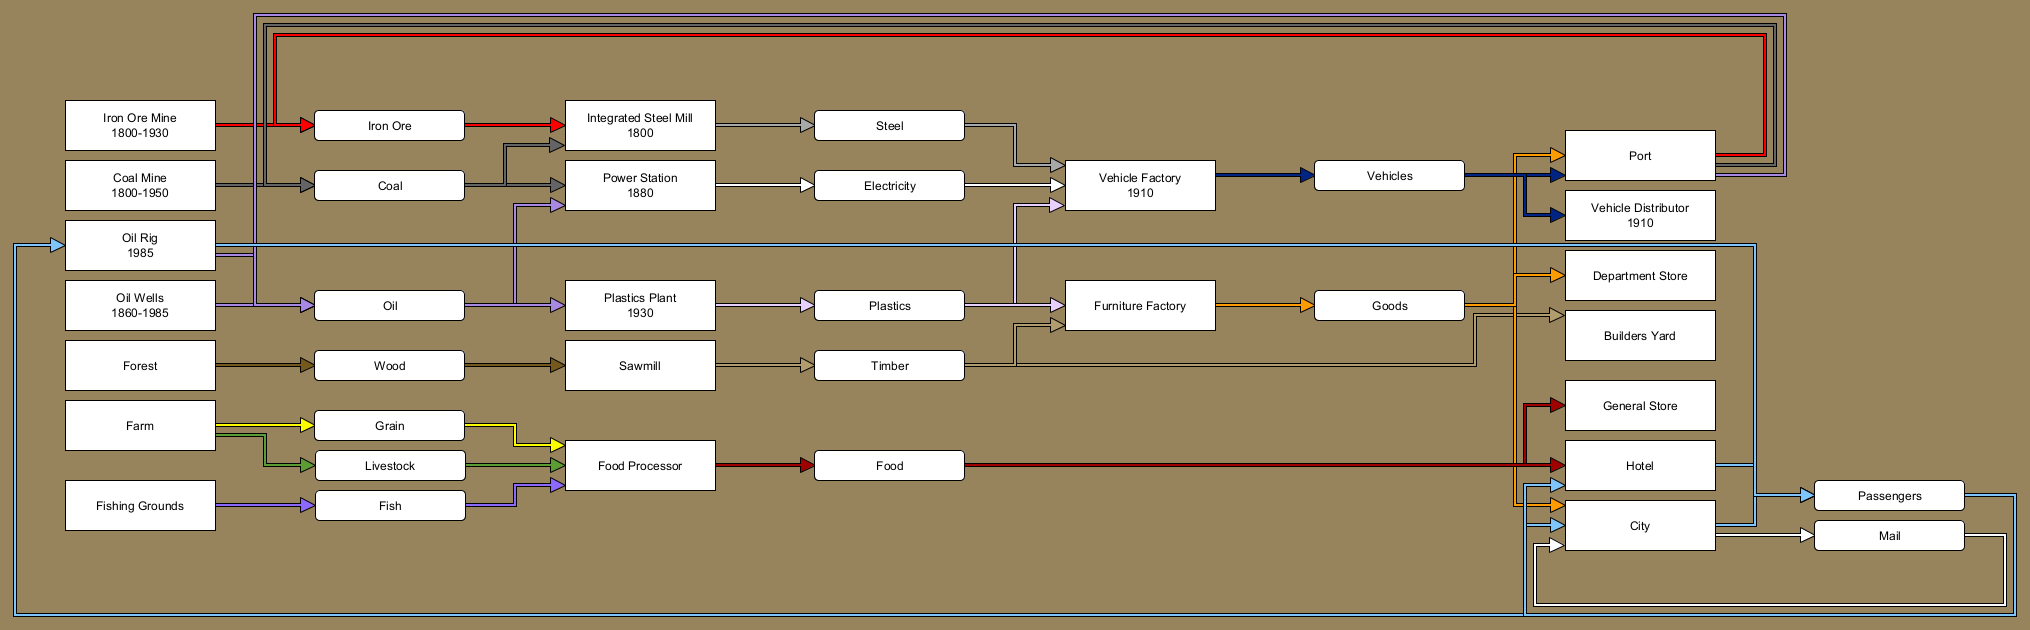 Iron Ore Mine
1800-1930
Iron Ore
Integrated Steel Mill
1800
Steel
Port
Coal Mine
1800-1950
Coal
Power Station
1880
Electricity
Vehicle Factory
1910
Vehicles
Vehicle Distributor
1910
Oil Rig
1985
Department Store
Oil Wells
1860-1985
Oil
Plastics Plant
1930
Plastics
Furniture Factory
Goods
Builders Yard
Forest
Wood
Sawmill
Timber
General Store
Farm
Grain
Livestock
Food Processor
Food
Hotel
Fishing Grounds
Fish
City
Passengers
Mail